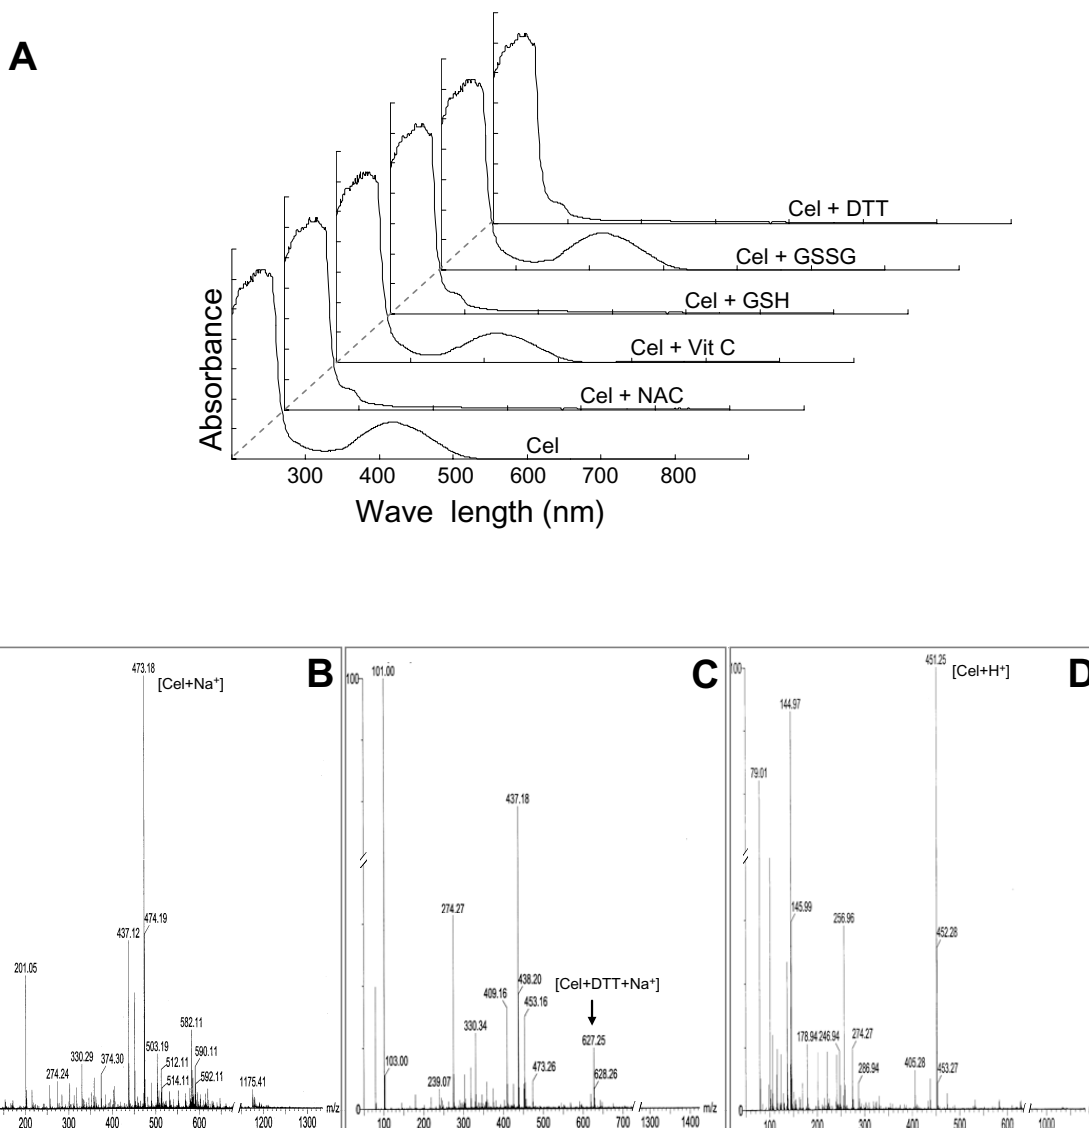 A
Absorbance
Cel + DTT
Cel + GSSG
Cel + GSH
Cel + Vit C
Cel + NAC
Cel
300 400 500 600 700 800
Wave length (nm)
B
473.18
[Cel+Na⁺]
474.19
437.12
201.05
582.11
503.19
590.11
330.29
374.30
512.11
274.24
514.11
592.11
1175.41
m/z
200 300 400 500 600 1200 1300
C
101.00
100
437.18
274.27
438.20
409.16
453.16
[Cel+DTT+Na⁺]
330.34
627.25
103.00
473.26
239.07
628.26
m/z
100 200 300 400 500 600 700 1300 1400
D
451.25
100
[Cel+H⁺]
144.97
79.01
145.99
256.96
452.28
178.94
246.94
274.27
405.28
286.94
453.27
100 200 300 400 500 600 1000